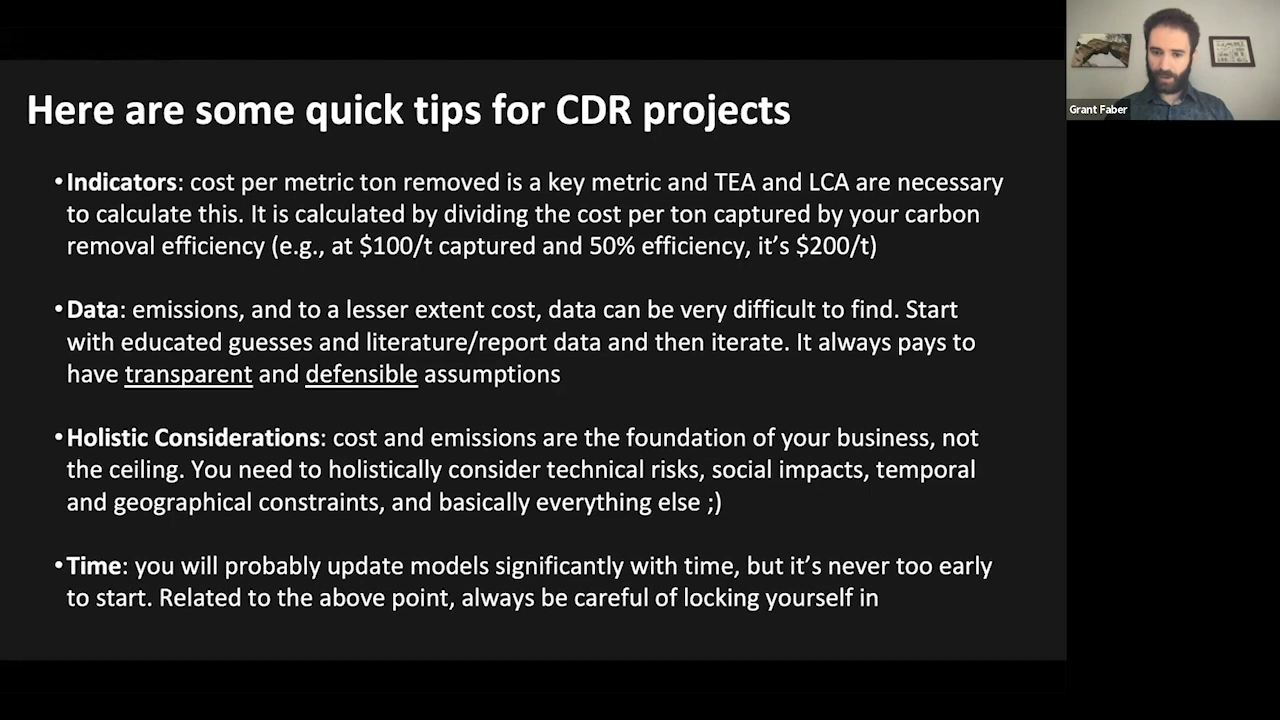 Here are some quick tips for CDR projects
•Indicators: cost per metric ton removed is a key metric and TEA and LCA are necessary
to calculate this. It is calculated by dividing the cost per ton captured by your carbon
removal efficiency (e.g., at $100/t captured and 50% efficiency, it's $200/t)
•Data: emissions, and to a lesser extent cost, data can be very difficult to find. Start
with educated guesses and literature/report data and then iterate. It always pays to
have transparent and defensible assumptions
•Holistic Considerations: cost and emissions are the foundation of your business, not
the ceiling. You need to holistically consider technical risks, social impacts, temporal
and geographical constraints, and basically everything else ;)
•Time: you will probably update models significantly with time, but it's never too early
to start. Related to the above point, always be careful of locking yourself in
Grant Faber